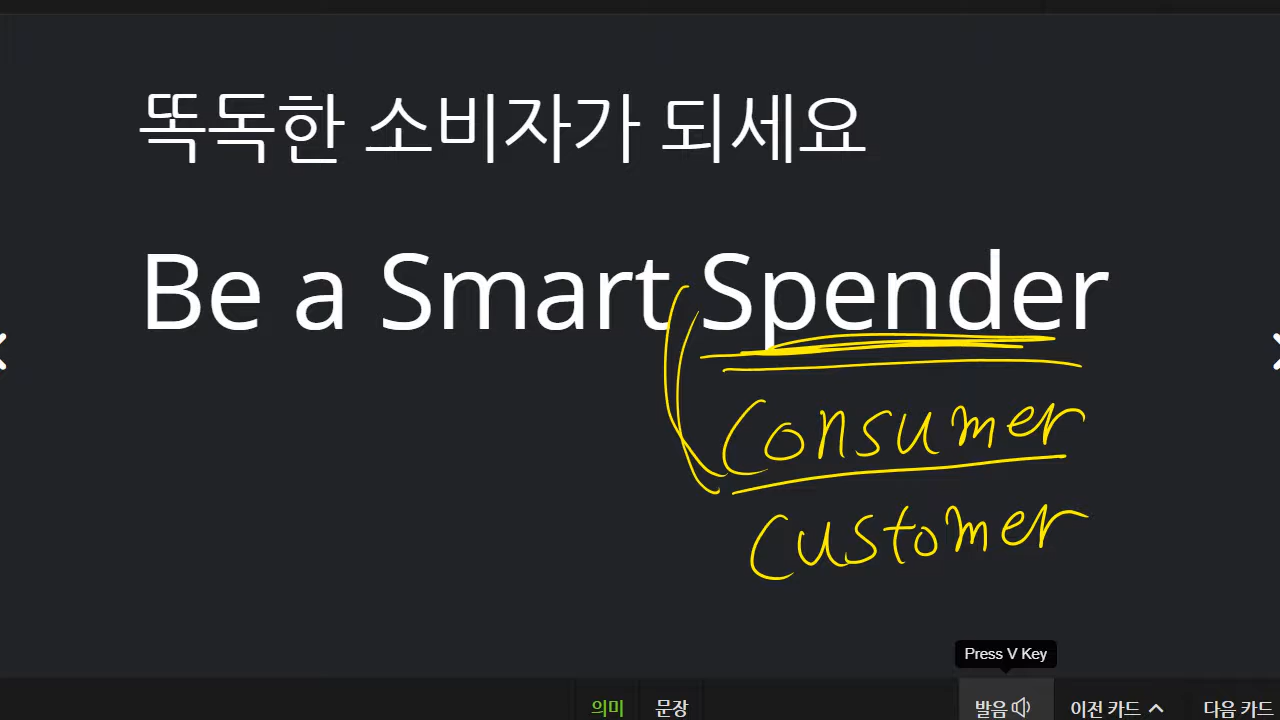 똑독한 소비자가 되세요
Be a Smart Spender
Consumer
Customer
Press V Key
의미 문장 발음 이전 카드 다음 카드